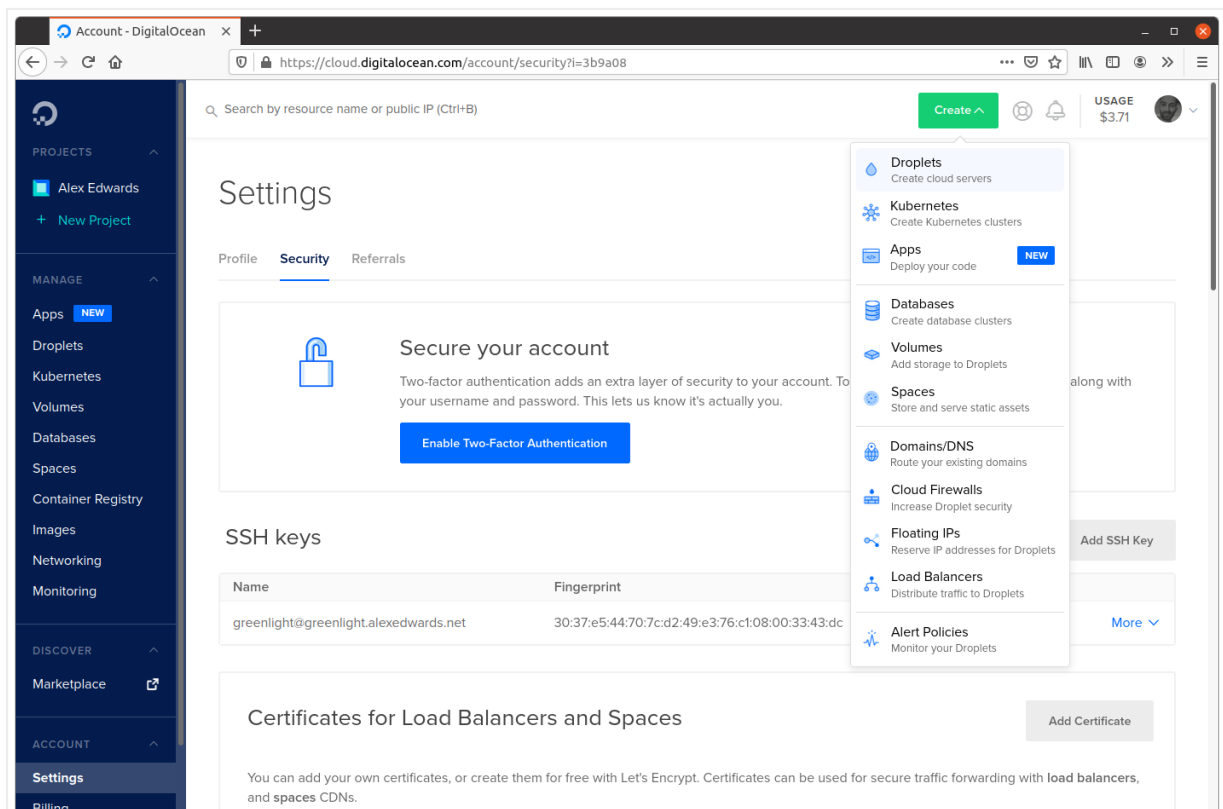 Account - DigitalOcean
https://cloud.digitalocean.com/account/security?i=3b9a08
Search by resource name or public IP (Ctrl+B)
Create
USAGE
$3.71
PROJECTS
Alex Edwards
+ New Project
MANAGE
Apps NEW
Droplets
Kubernetes
Volumes
Databases
Spaces
Container Registry
Images
Networking
Monitoring
DISCOVER
Marketplace
ACCOUNT
Settings
Billing
Settings
Profile Security Referrals
Secure your account
Two-factor authentication adds an extra layer of security to your account. To
along with
your username and password. This lets us know it's actually you.
Enable Two-Factor Authentication
SSH keys
Add SSH Key
Name Fingerprint
greenlight@greenlight.alexedwards.net 30:37:e5:44:70:7c:d2:49:e3:76:c1:08:00:33:43:dc
More
Certificates for Load Balancers and Spaces
Add Certificate
You can add your own certificates, or create them for free with Let's Encrypt. Certificates can be used for secure traffic forwarding with load balancers,
and spaces CDNs.
Droplets
Create cloud servers
Kubernetes
Create Kubernetes clusters
Apps
Deploy your code
NEW
Databases
Create database clusters
Volumes
Add storage to Droplets
Spaces
Store and serve static assets
Domains/DNS
Route your existing domains
Cloud Firewalls
Increase Droplet security
Floating IPs
Reserve IP addresses for Droplets
Load Balancers
Distribute traffic to Droplets
Alert Policies
Monitor your Droplets